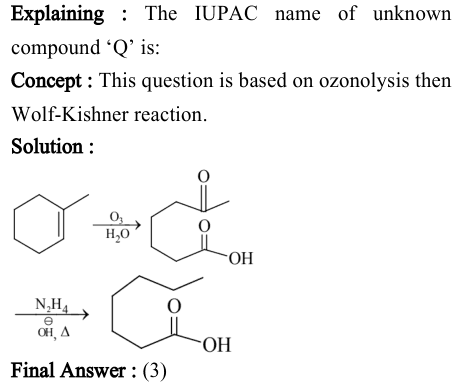 Explaining : The IUPAC name of unknown
compound ‘Q’ is:
Concept : This question is based on ozonolysis then
Wolf-Kishner reaction.
Solution :
O
O₃
H₂O
O
OH
N₂H₄
⊖
OH, Δ
O
OH
Final Answer : (3)